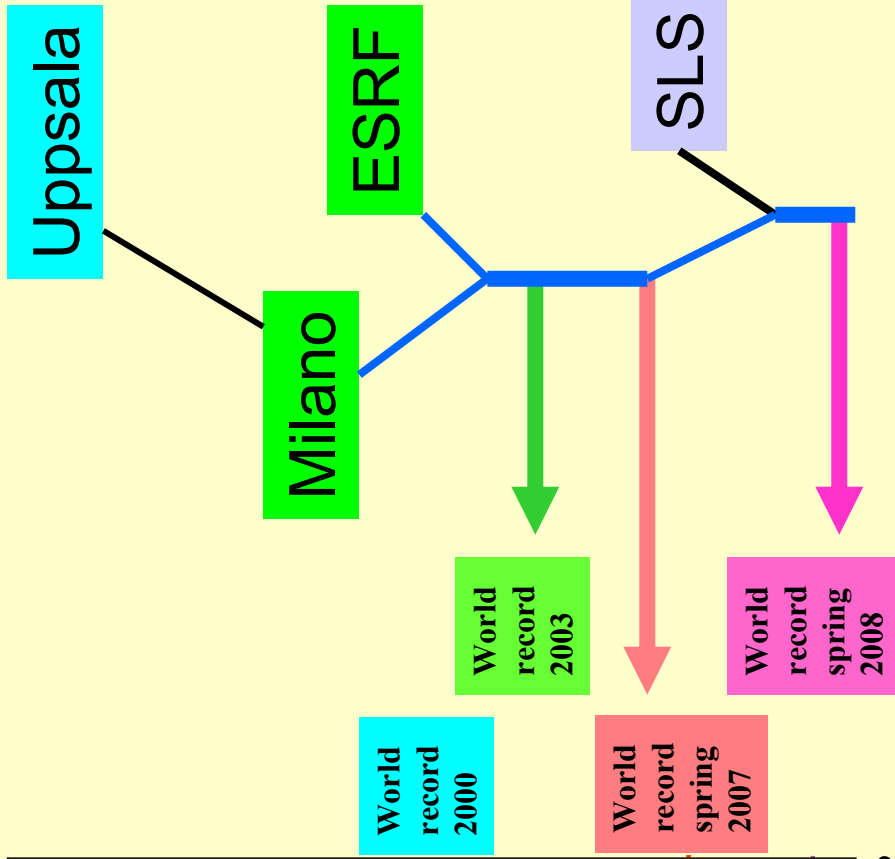 Uppsala
Milano
ESRF
SLS
World
record
2000
World
record
2003
World
record
spring
2007
World
record
spring
2008